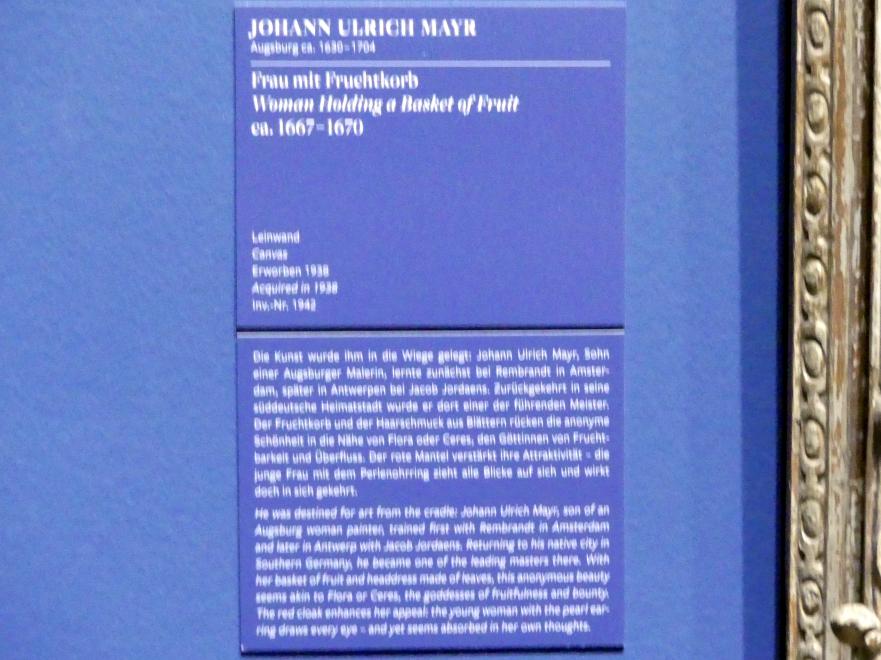 JOHANN ULRICH MAYR
Augsburg ca. 1630–1704
Frau mit Fruchtkorb
Woman Holding a Basket of Fruit
ca. 1667–1670
Leinwand
Canvas
Erworben 1938
Acquired in 1938
Inv.-Nr. 1942
Die Kunst wurde ihm in die Wiege gelegt: Johann Ulrich Mayr, Sohn
einer Augsburger Malerin, lernte zunächst bei Rembrandt in Amster-
dam, später in Antwerpen bei Jacob Jordaens. Zurückgekehrt in seine
süddeutsche Heimatstadt wurde er dort einer der führenden Meister.
Der Fruchtkorb und der Haarschmuck aus Blättern rücken die anonyme
Schönheit in die Nähe von Flora oder Ceres, den Göttinnen von Frucht-
barkeit und Überfluss. Der rote Mantel verstärkt ihre Attraktivität – die
junge Frau mit dem Perlenohrring zieht alle Blicke auf sich und wirkt
doch in sich gekehrt.
He was destined for art from the cradle: Johann Ulrich Mayr, son of an
Augsburg woman painter, trained first with Rembrandt in Amsterdam
and later in Antwerp with Jacob Jordaens. Returning to his native city in
Southern Germany, he became one of the leading masters there. With
her basket of fruit and headdress made of leaves, this anonymous beauty
seems akin to Flora or Ceres, the goddesses of fruitfulness and bounty.
The red cloak enhances her appeal: the young woman with the pearl ear-
ring draws every eye – and yet seems absorbed in her own thoughts.